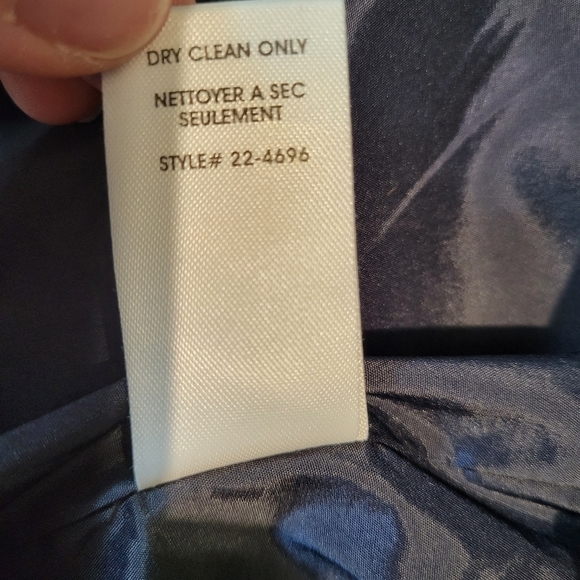 DRY CLEAN ONLY
NETTOYER A SEC
SEULEMENT
STYLE# 22-4696